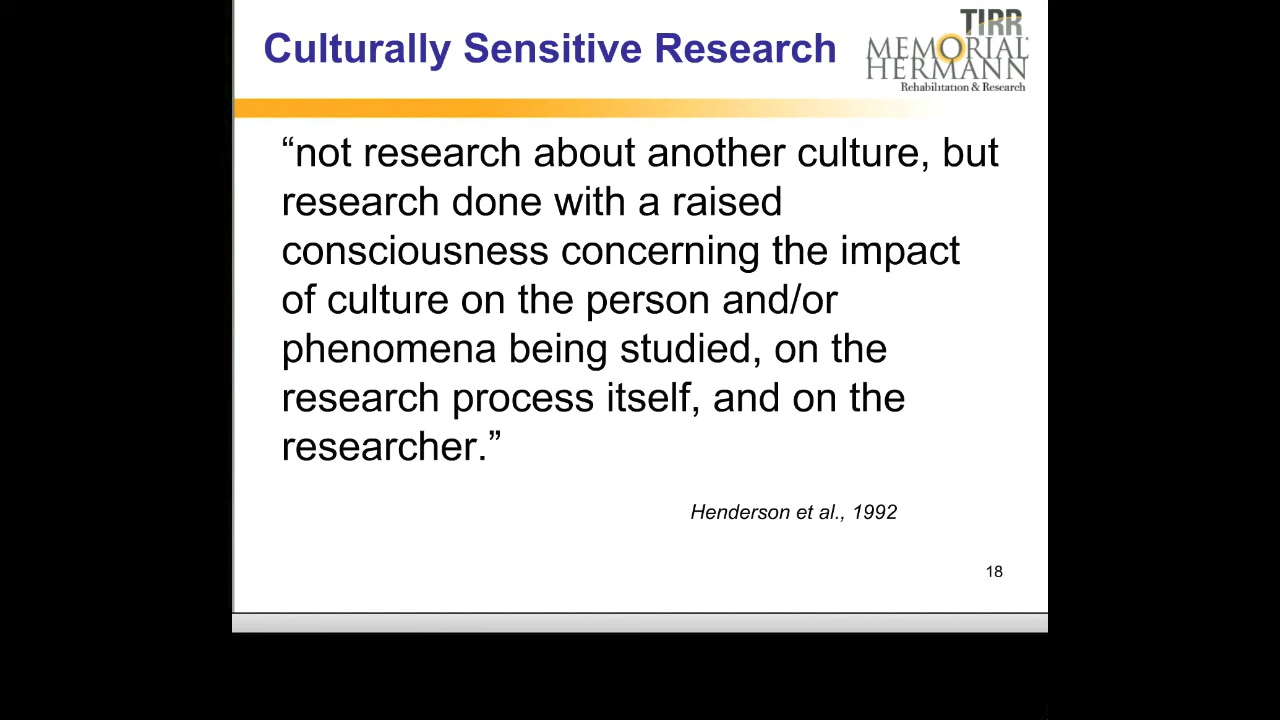 Culturally Sensitive Research
TIRR
MEMORIAL
HERMANN
Rehabilitation & Research
“not research about another culture, but
research done with a raised
consciousness concerning the impact
of culture on the person and/or
phenomena being studied, on the
research process itself, and on the
researcher.”
Henderson et al., 1992
18